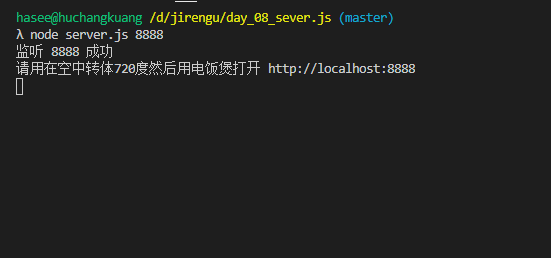 hasee@huchangkuang /d/jirengu/day_08_sever.js (master)
λ node server.js 8888
监听 8888 成功
请用在空中转体720度然后用电饭煲打开 http://localhost:8888